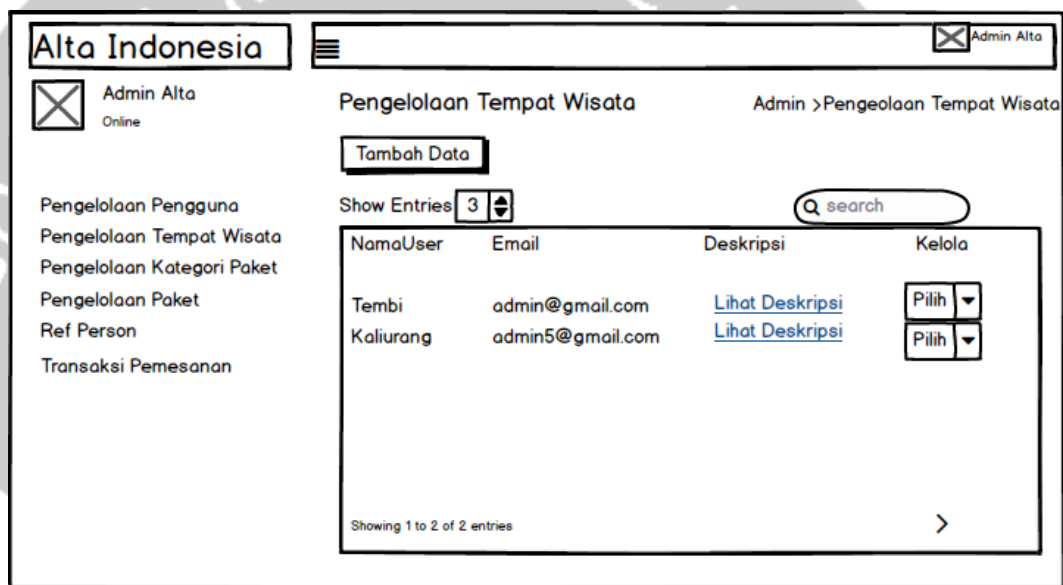 Alta Indonesia
Admin Alta
Admin Alta
Online
Pengelolaan Tempat Wisata
Admin >Pengeolaan Tempat Wisata
Tambah Data
Pengelolaan Pengguna
Pengelolaan Tempat Wisata
Pengelolaan Kategori Paket
Pengelolaan Paket
Ref Person
Transaksi Pemesanan
Show Entries 3
search
NamaUser Email Deskripsi Kelola
Tembi admin@gmail.com Lihat Deskripsi Pilih
Kaliurang admin5@gmail.com Lihat Deskripsi Pilih
Showing 1 to 2 of 2 entries